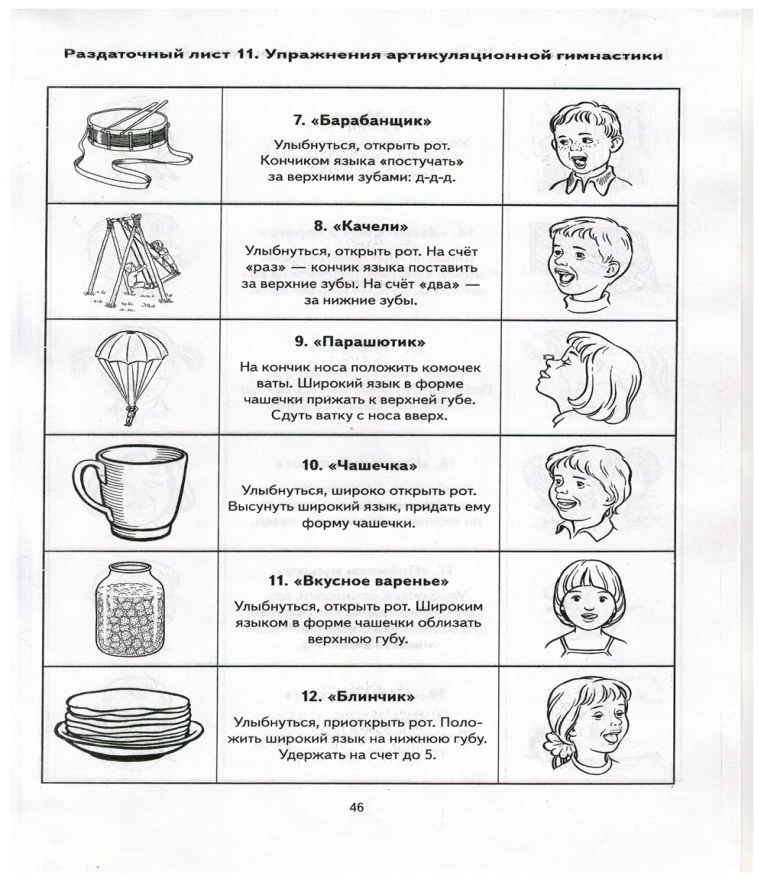 Раздаточный лист 11. Упражнения артикуляционной гимнастики
7. «Барабанщик»
Улыбнуться, открыть рот.
Кончиком языка «постучать»
за верхними зубами: д-д-д.
8. «Качели»
Улыбнуться, открыть рот. На счёт
«раз» — кончик языка поставить
за верхние зубы. На счёт «два» —
за нижние зубы.
9. «Парашютик»
На кончик носа положить комочек
ваты. Широкий язык в форме
чашечки прижать к верхней губе.
Сдуть ватку с носа вверх.
10. «Чашечка»
Улыбнуться, широко открыть рот.
Высунуть широкий язык, придать ему
форму чашечки.
11. «Вкусное варенье»
Улыбнуться, открыть рот. Широким
языком в форме чашечки облизать
верхнюю губу.
12. «Блинчик»
Улыбнуться, приоткрыть рот. Поло-
жить широкий язык на нижнюю губу.
Удержать на счет до 5.
46